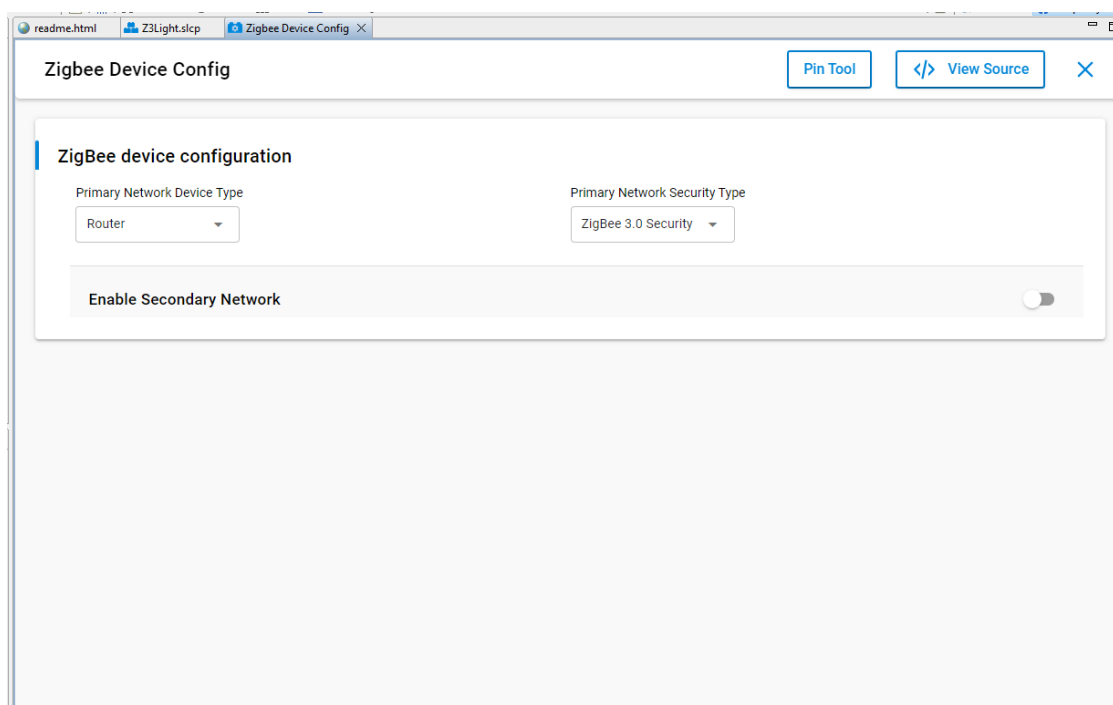 readme.html Z3Light.slcp Zigbee Device Config
Zigbee Device Config Pin Tool </> View Source
ZigBee device configuration
Primary Network Device Type Primary Network Security Type
Router ZigBee 3.0 Security
Enable Secondary Network